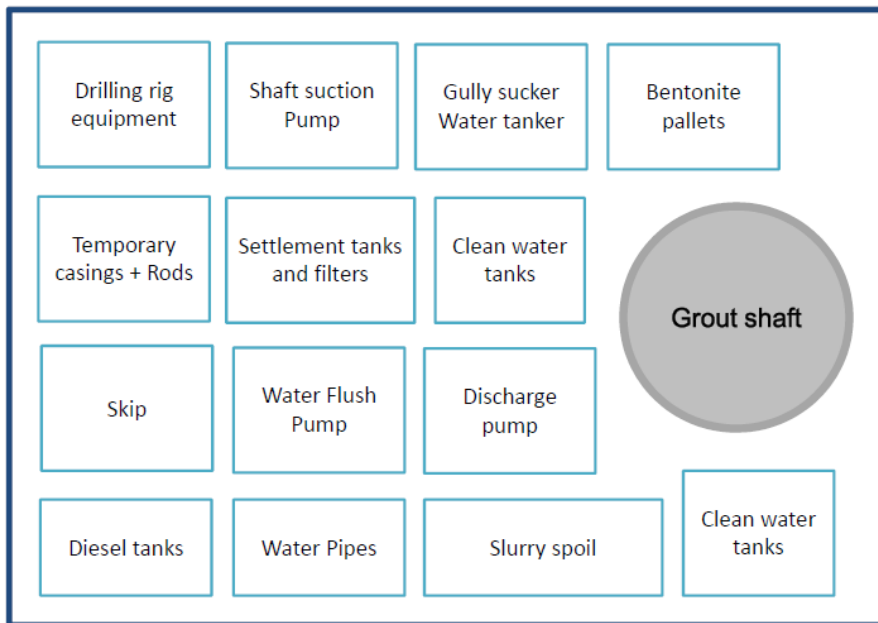 Drilling rig
equipment
Shaft suction
Pump
Gully sucker
Water tanker
Bentonite
pallets
Temporary
casings + Rods
Settlement tanks
and filters
Clean water
tanks
Grout shaft
Skip
Water Flush
Pump
Discharge
pump
Diesel tanks
Water Pipes
Slurry spoil
Clean water
tanks